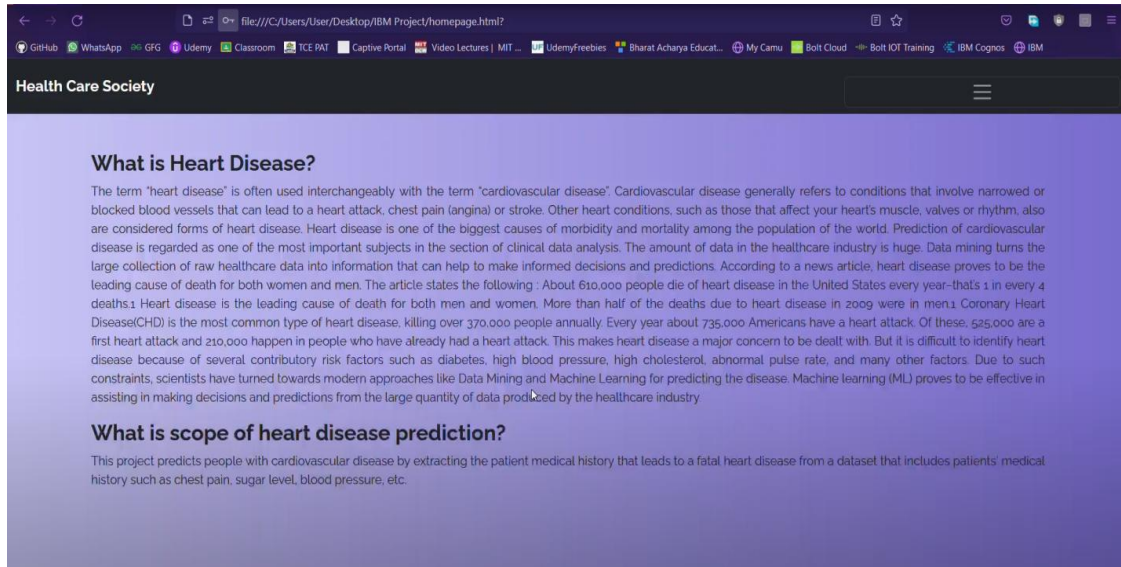 file:///C:/Users/User/Desktop/IBM Project/homepage.html?
GitHub WhatsApp GFG Udemy Classroom TCE PAT Captive Portal Video Lectures | MIT ... UdemyFreebies Bharat Acharya Educat... My Camu Bolt Cloud Bolt IOT Training IBM Cognos IBM
Health Care Society
What is Heart Disease?
The term "heart disease" is often used interchangeably with the term "cardiovascular disease". Cardiovascular disease generally refers to conditions that involve narrowed or
blocked blood vessels that can lead to a heart attack, chest pain (angina) or stroke. Other heart conditions, such as those that affect your heart's muscle, valves or rhythm, also
are considered forms of heart disease. Heart disease is one of the biggest causes of morbidity and mortality among the population of the world. Prediction of cardiovascular
disease is regarded as one of the most important subjects in the section of clinical data analysis. The amount of data in the healthcare industry is huge. Data mining turns the
large collection of raw healthcare data into information that can help to make informed decisions and predictions. According to a news article, heart disease proves to be the
leading cause of death for both women and men. The article states the following : About 610,000 people die of heart disease in the United States every year–that's 1 in every 4
deaths.1 Heart disease is the leading cause of death for both men and women. More than half of the deaths due to heart disease in 2009 were in men.1 Coronary Heart
Disease(CHD) is the most common type of heart disease, killing over 370,000 people annually. Every year about 735,000 Americans have a heart attack. Of these, 525,000 are a
first heart attack and 210,000 happen in people who have already had a heart attack. This makes heart disease a major concern to be dealt with. But it is difficult to identify heart
disease because of several contributory risk factors such as diabetes, high blood pressure, high cholesterol, abnormal pulse rate, and many other factors. Due to such
constraints, scientists have turned towards modern approaches like Data Mining and Machine Learning for predicting the disease. Machine learning (ML) proves to be effective in
assisting in making decisions and predictions from the large quantity of data produced by the healthcare industry
What is scope of heart disease prediction?
This project predicts people with cardiovascular disease by extracting the patient medical history that leads to a fatal heart disease from a dataset that includes patients' medical
history such as chest pain, sugar level, blood pressure, etc.